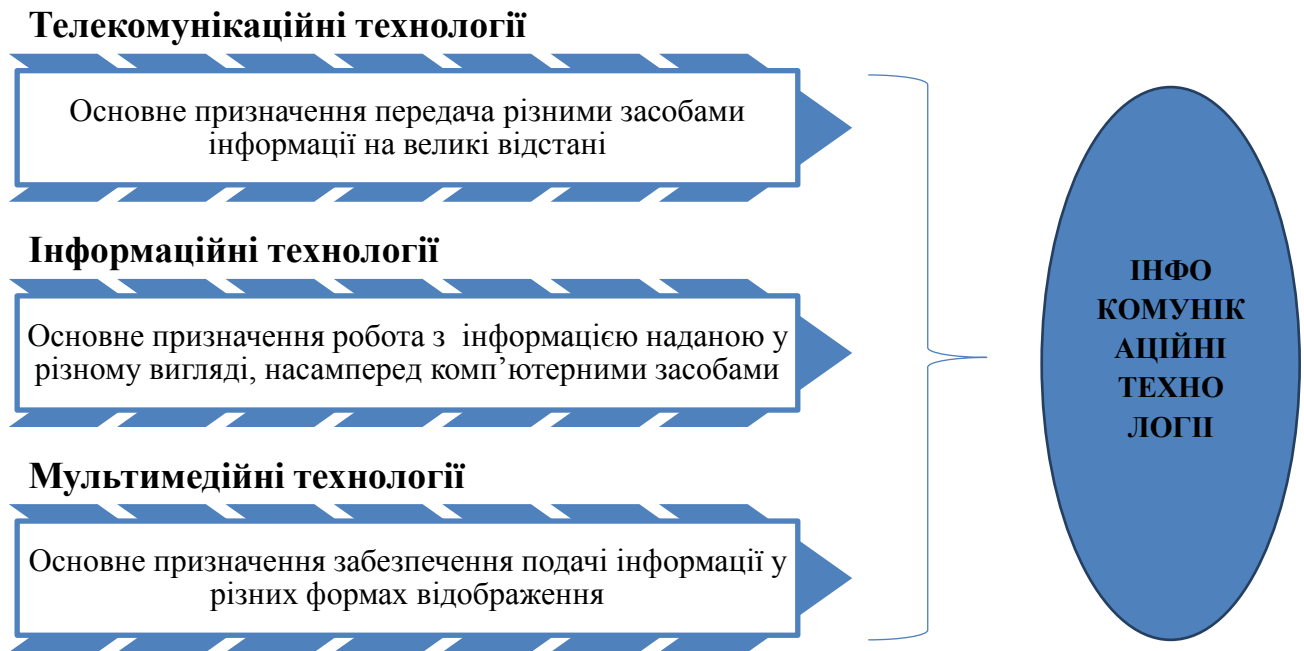 Телекомунікаційні технології
Основне призначення передача різними засобами
інформації на великі відстані
Інформаційні технології
Основне призначення робота з інформацією наданою у
різному вигляді, насамперед комп’ютерними засобами
Мультимедійні технології
Основне призначення забезпечення подачі інформації у
різних формах відображення
ІНФО
КОМУНІК
АЦІЙНІ
ТЕХНО
ЛОГІІ